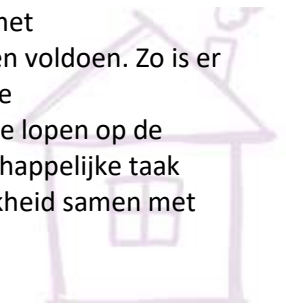 met
en voldoen. Zo is er
e
e lopen op de
happelijke taak
kheid samen met